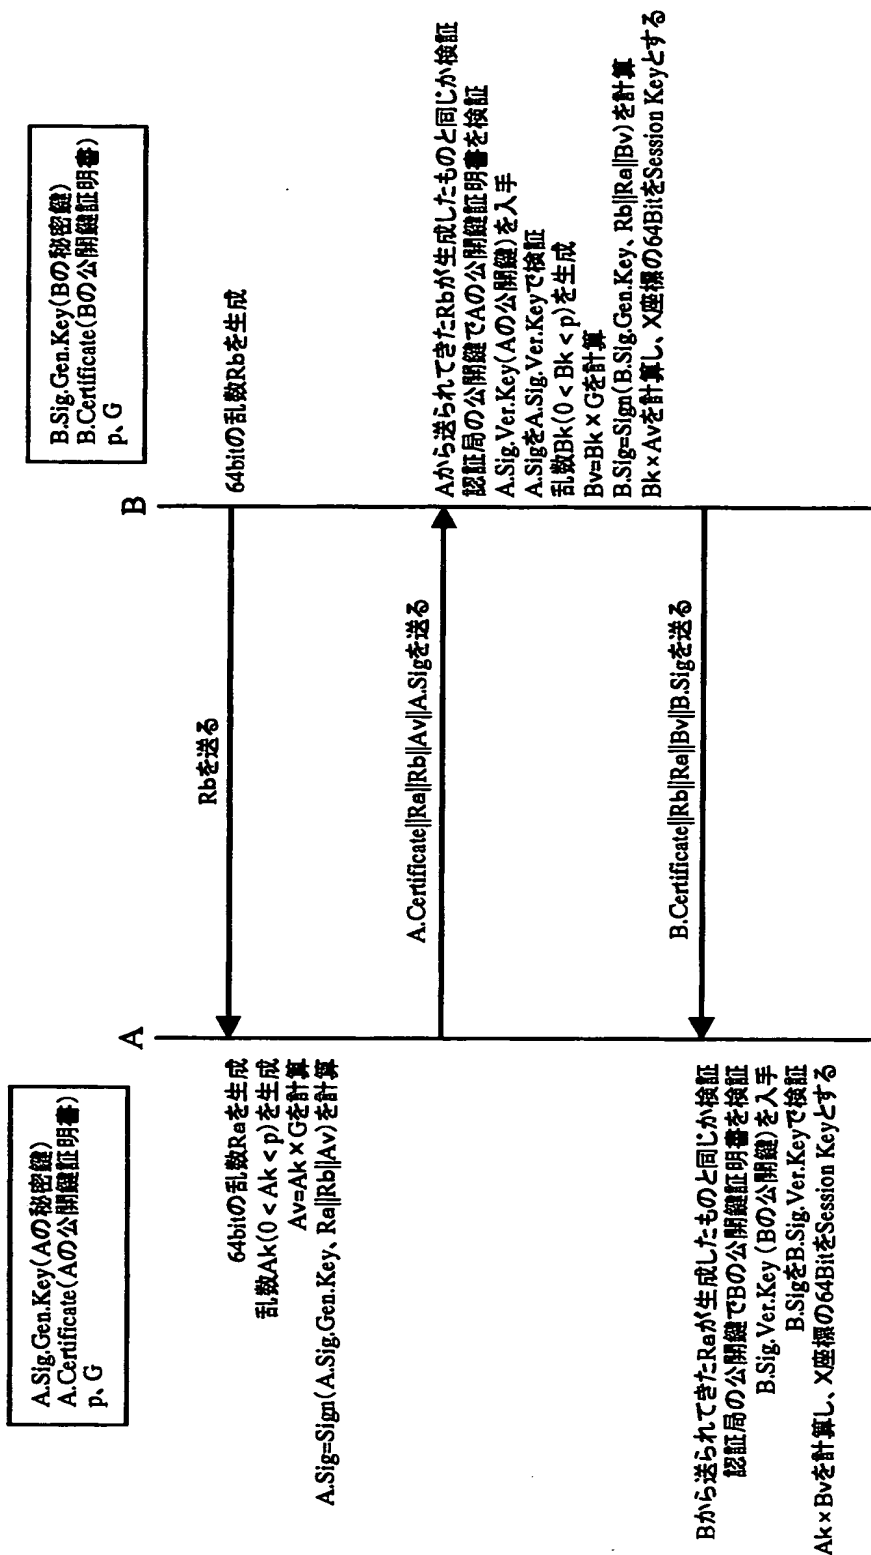 A
A.Sig.Gen.Key(Aの秘密鍵)
A.Certificate(Aの公開鍵証明書)
p、G
B
B.Sig.Gen.Key(Bの秘密鍵)
B.Certificate(Bの公開鍵証明書)
p、G
64bitの乱数Rbを生成
Rbを送る
64bitの乱数Raを生成
乱数Ak(0 < Ak < p)を生成
Av=Ak×Gを計算
A.Sig=Sign(A.Sig.Gen.Key、Ra||Rb||Av)を計算
A.Certificate||Ra||Rb||Av||A.Sigを送る
Aから送られてきたRbが生成したものと同じか検証
認証局の公開鍵でAの公開鍵証明書を検証
A.Sig.Ver.Key(Aの公開鍵)を入手
A.SigをA.Sig.Ver.Keyで検証
乱数Bk(0 < Bk < p)を生成
Bv=Bk×Gを計算
B.Sig=Sign(B.Sig.Gen.Key、Rb||Ra||Bv)を計算
Bk×Avを計算し、X座標の64BitをSession Keyとする
B.Certificate||Rb||Ra||Bv||B.Sigを送る
Bから送られてきたRaが生成したものと同じか検証
認証局の公開鍵でBの公開鍵証明書を検証
B.Sig.Ver.Key (Bの公開鍵)を入手
B.SigをB.Sig.Ver.Keyで検証
Ak×Bvを計算し、X座標の64BitをSession Keyとする